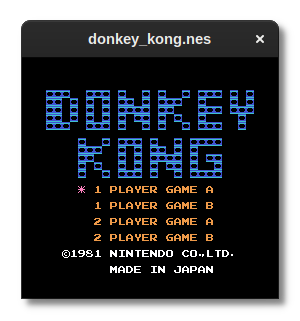 donkey_kong.nes ×
DONKEY
KONG
* 1 PLAYER GAME A
1 PLAYER GAME B
2 PLAYER GAME A
2 PLAYER GAME B
©1981 NINTENDO CO.,LTD.
MADE IN JAPAN